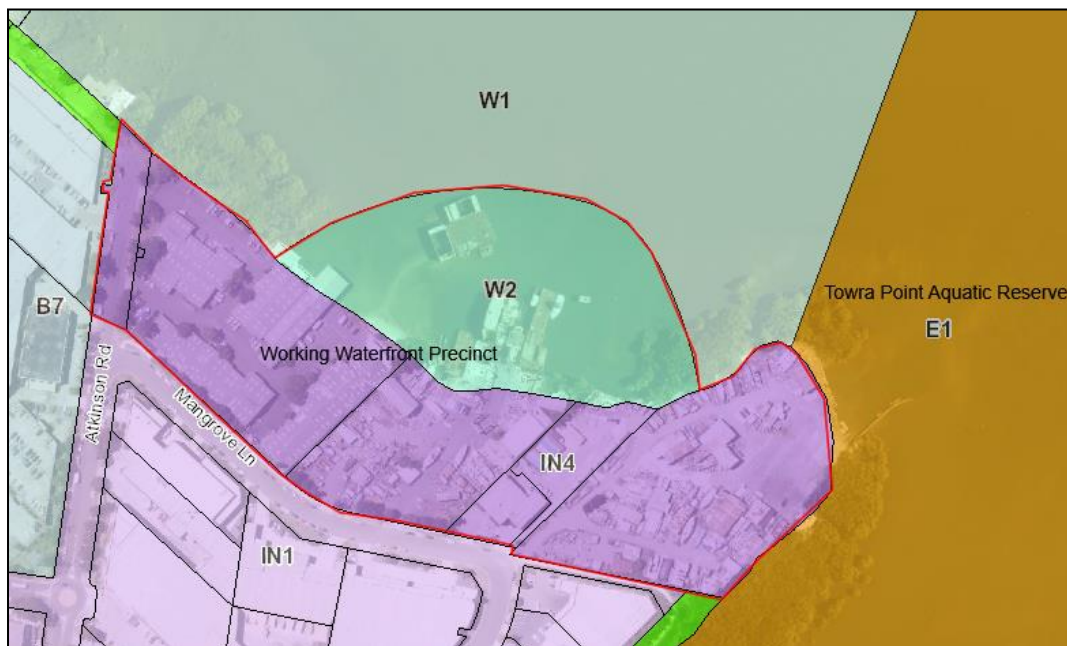 W1
W2
Towra Point Aquatic Reserve
E1
B7
Working Waterfront Precinct
Atkinson Rd
Mangrove Ln
IN4
IN1